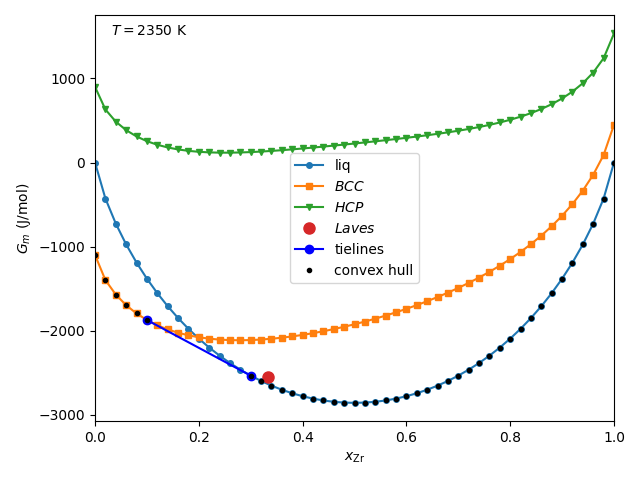 T = 2350 K
G_m (J/mol)
1000
0
−1000
−2000
−3000
liq
BCC
HCP
Laves
tielines
convex hull
0.0 0.2 0.4 0.6 0.8 1.0
x_Zr